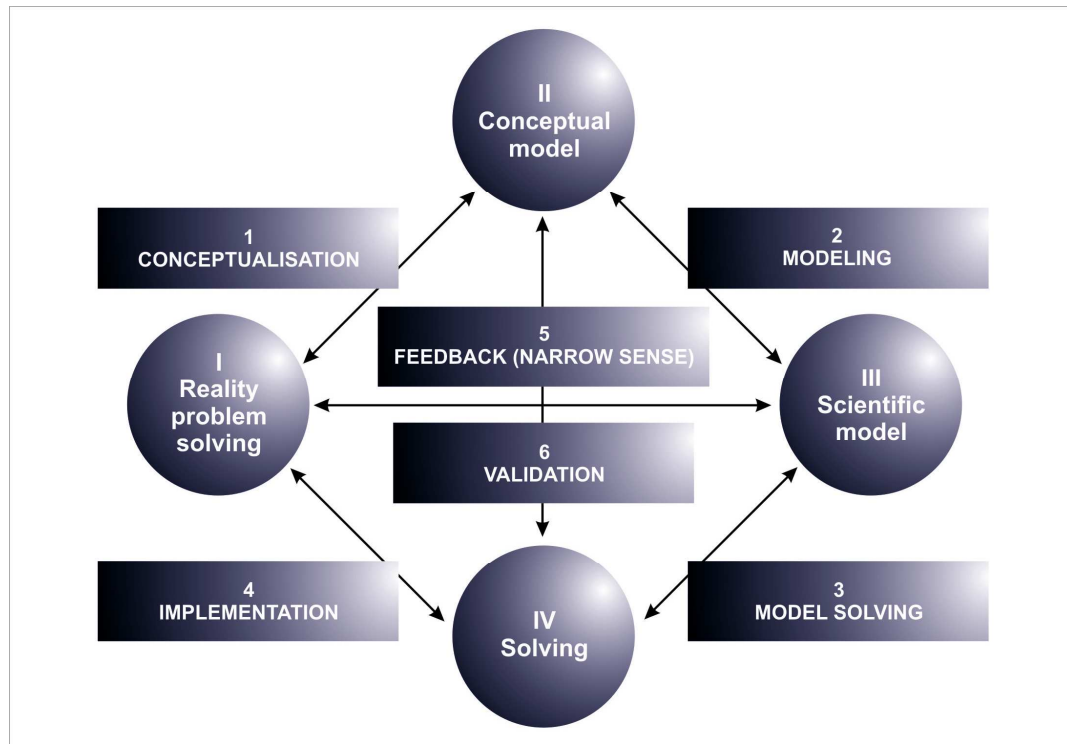 II
Conceptual
model
1
CONCEPTUALISATION
2
MODELING
5
FEEDBACK (NARROW SENSE)
I
Reality
problem
solving
III
Scientific
model
6
VALIDATION
4
IMPLEMENTATION
IV
Solving
3
MODEL SOLVING